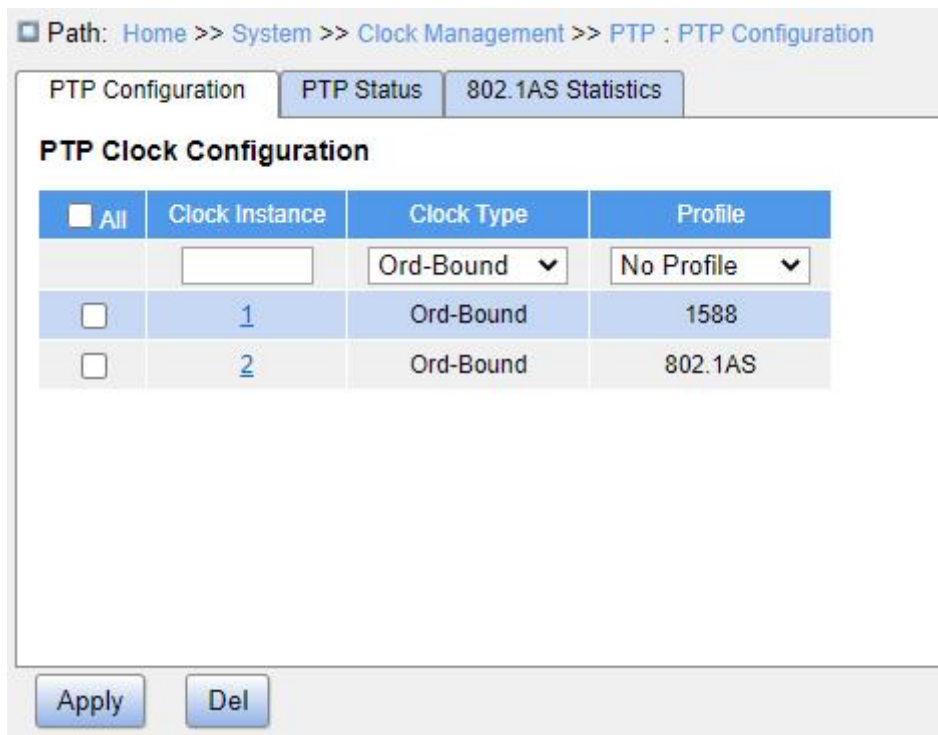 Path: Home >> System >> Clock Management >> PTP : PTP Configuration
PTP Configuration PTP Status 802.1AS Statistics
PTP Clock Configuration
All Clock Instance Clock Type Profile
Ord-Bound No Profile
1 Ord-Bound 1588
2 Ord-Bound 802.1AS
Apply Del